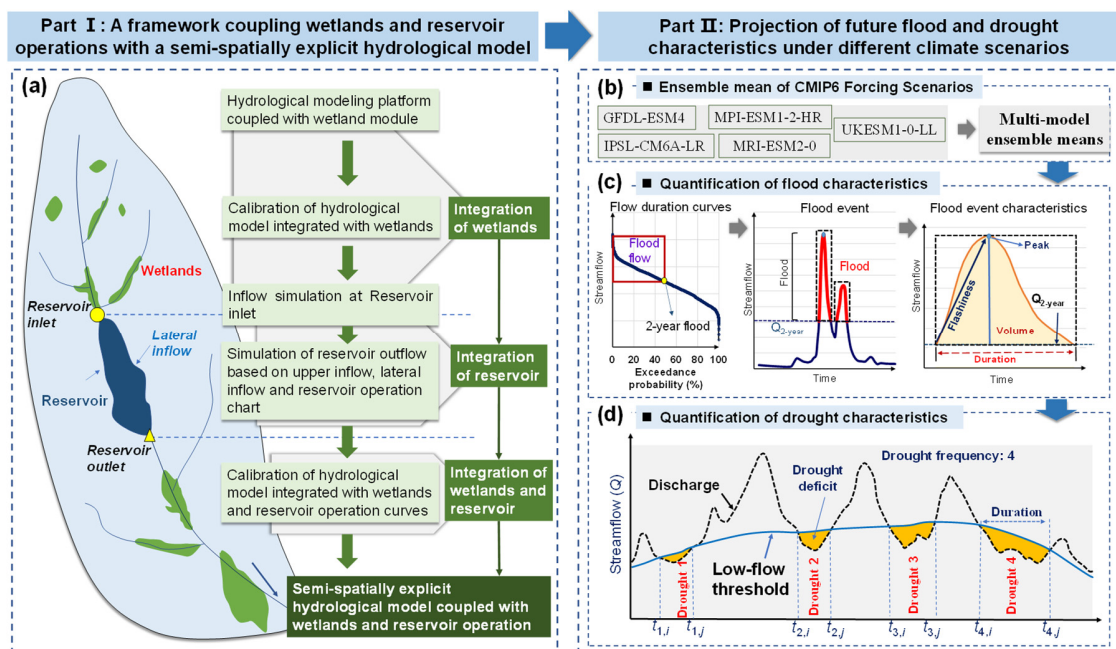 Part Ⅰ: A framework coupling wetlands and reservoir
operations with a semi-spatially explicit hydrological model
Part Ⅱ: Projection of future flood and drought
characteristics under different climate scenarios
(a)
Hydrological modeling platform
coupled with wetland module
Calibration of hydrological
model integrated with wetlands
Integration
of wetlands
Wetlands
Reservoir
inlet
Inflow simulation at Reservoir
inlet
Lateral
inflow
Simulation of reservoir outflow
based on upper inflow, lateral
inflow and reservoir operation
chart
Integration
of reservoir
Reservoir
Reservoir
outlet
Calibration of hydrological
model integrated with wetlands
and reservoir operation curves
Integration of
wetlands and
reservoir
Semi-spatially explicit
hydrological model coupled with
wetlands and reservoir operation
(b)
■ Ensemble mean of CMIP6 Forcing Scenarios
GFDL-ESM4
MPI-ESM1-2-HR
UKESM1-0-LL
IPSL-CM6A-LR
MRI-ESM2-0
Multi-model
ensemble means
(c)
■ Quantification of flood characteristics
Flow duration curves
Streamflow
Flood
flow
2-year flood
0 20 40 60 80 100
Exceedance
probability (%)
Flood event
Streamflow
Flood
Flood
Q2-year
Time
Flood event characteristics
Streamflow
Peak
Flashiness
Q2-year
Volume
Duration
Time
(d)
■ Quantification of drought characteristics
Streamflow (Q)
Drought frequency: 4
Discharge
Drought
deficit
Duration
Low-flow
threshold
Drought 1
Drought 2
Drought 3
Drought 4
t1,i t1,j t2,i t2,j t3,i t3,j t4,i t4,j